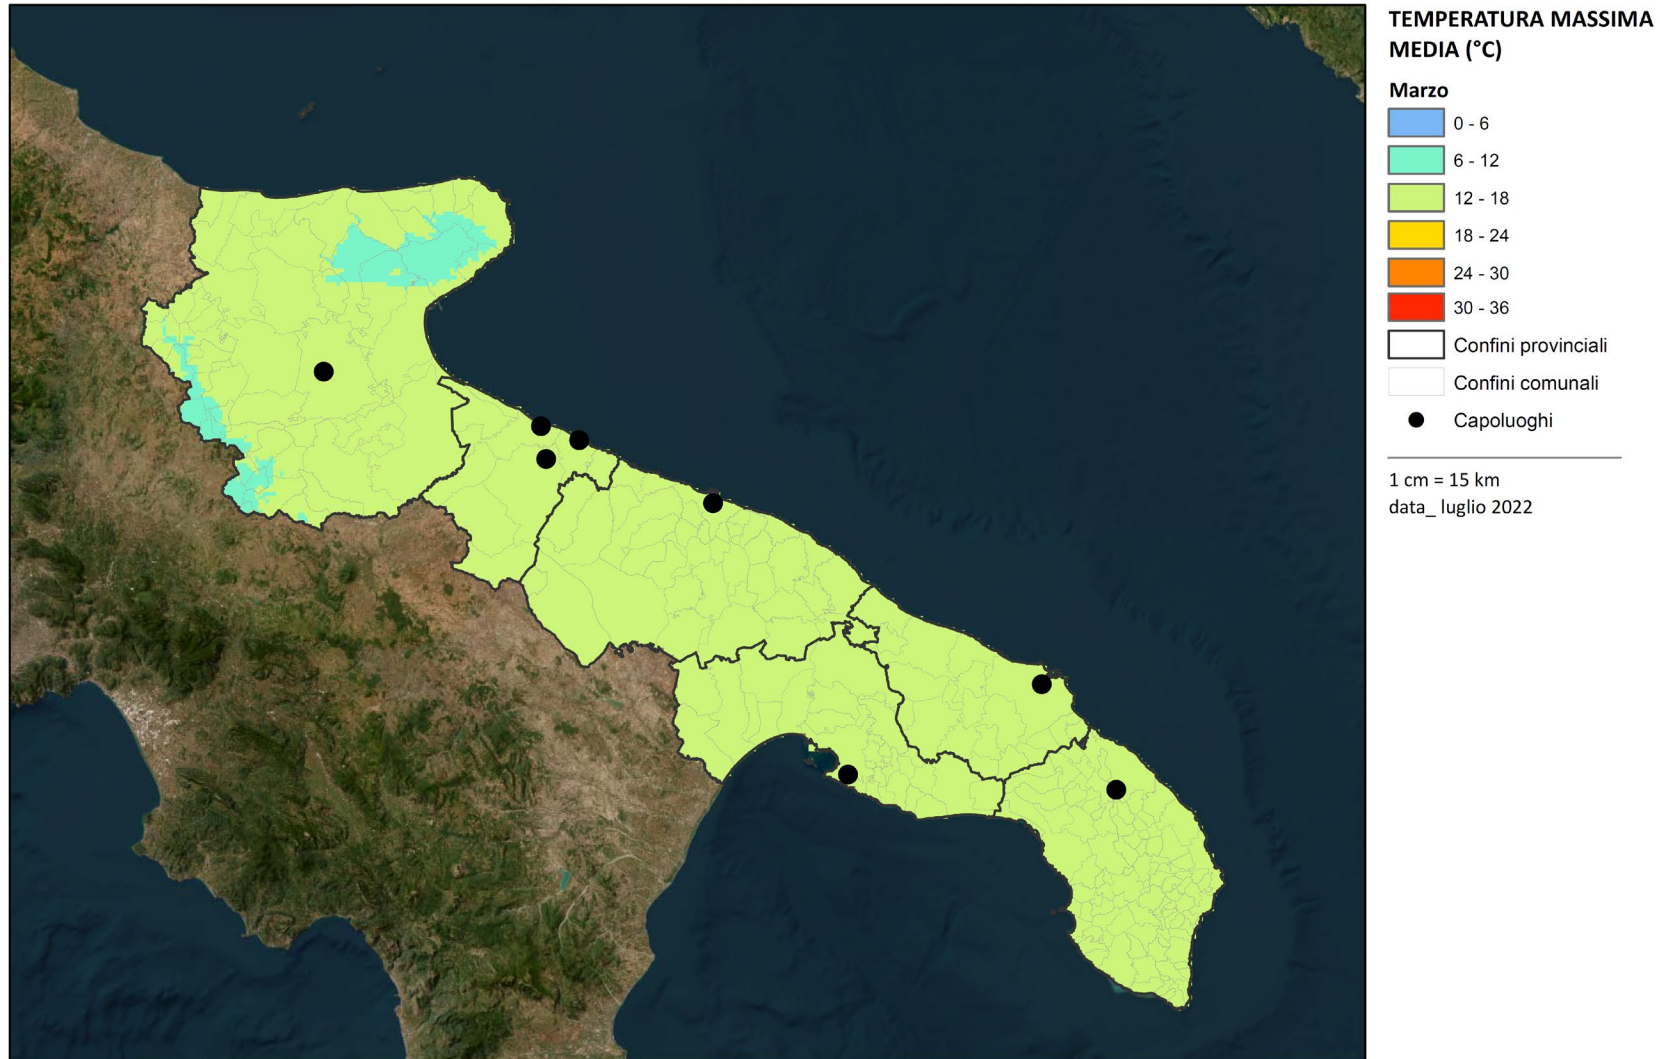 TEMPERATURA MASSIMA
MEDIA (°C)
Marzo
0 - 6
6 - 12
12 - 18
18 - 24
24 - 30
30 - 36
Confini provinciali
Confini comunali
Capoluoghi
1 cm = 15 km
data_ luglio 2022